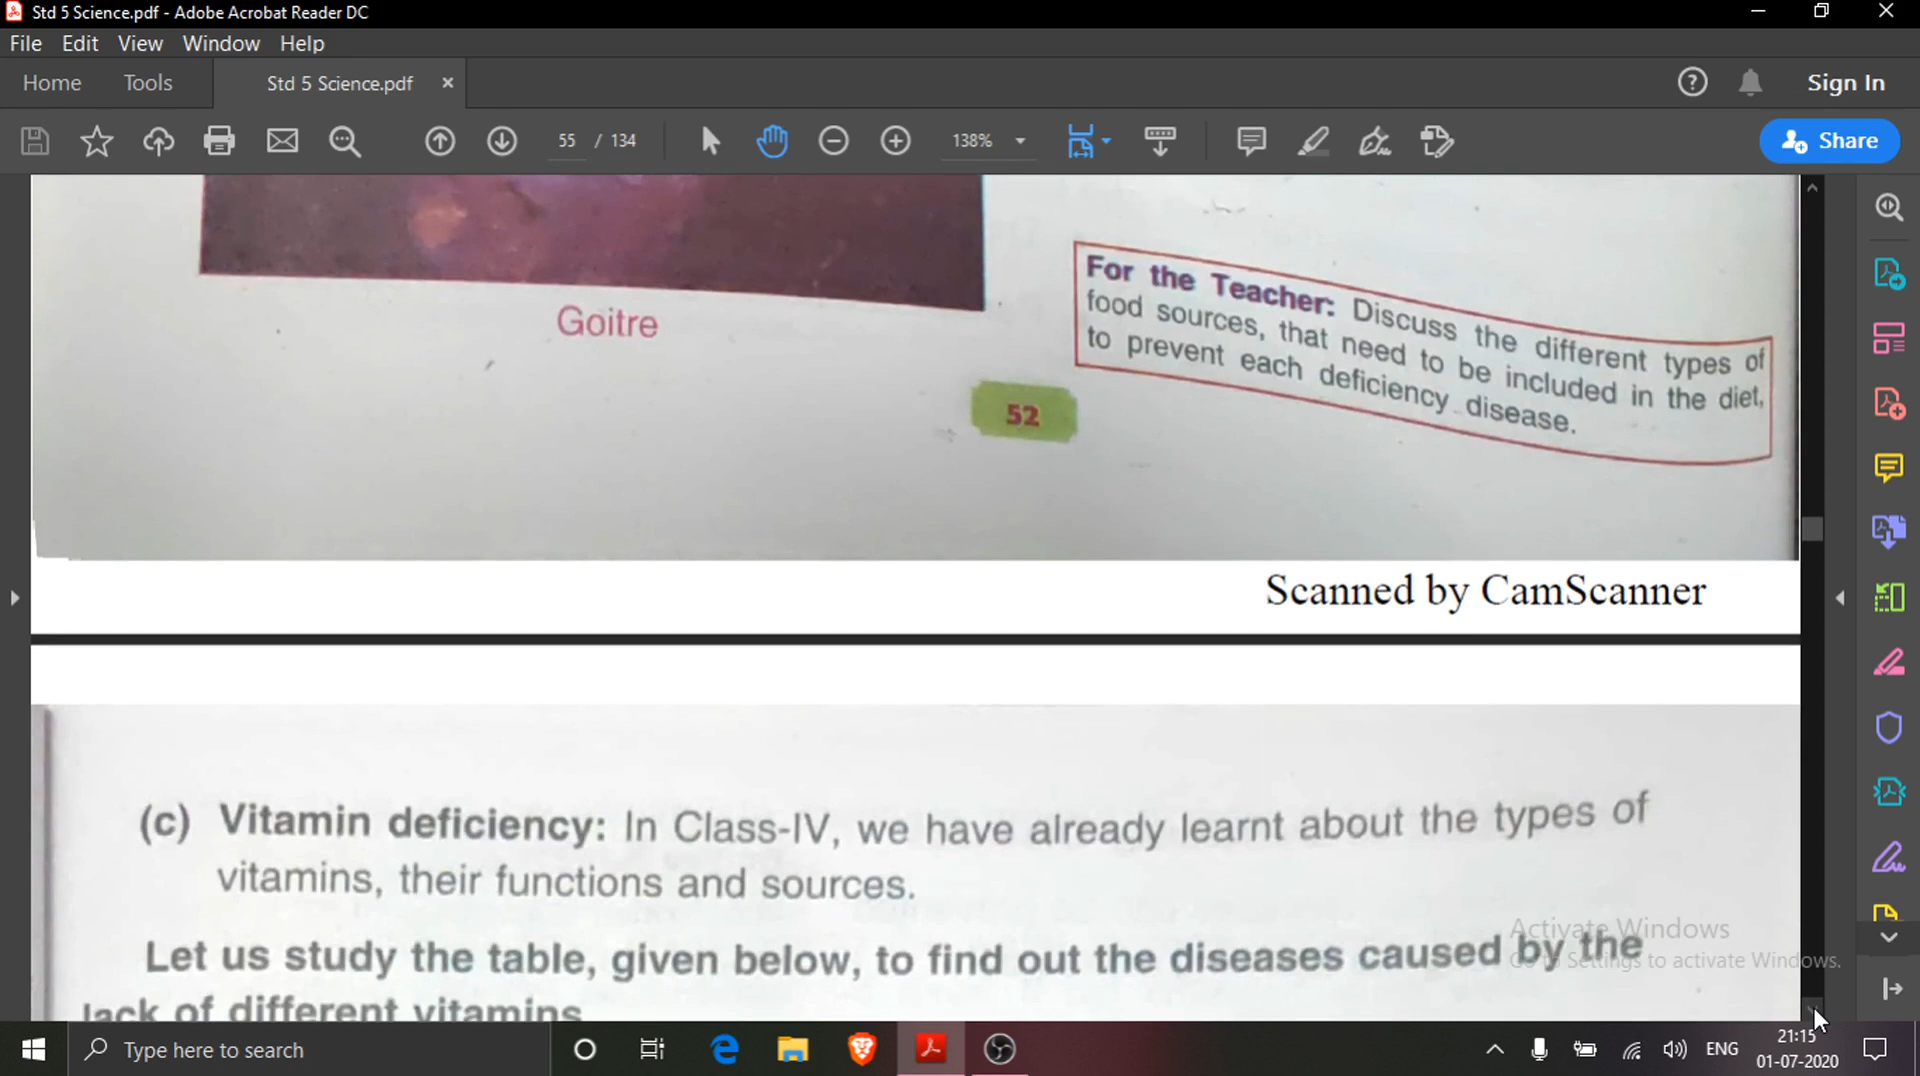 Std 5 Science.pdf - Adobe Acrobat Reader DC
File Edit View Window Help
Home Tools Std 5 Science.pdf × Sign In
55 / 134 138% Share
Goitre
For the Teacher: Discuss the different types of
food sources, that need to be included in the diet,
to prevent each deficiency disease.
52
Scanned by CamScanner
(c) Vitamin deficiency: In Class-IV, we have already learnt about the types of
vitamins, their functions and sources.
Let us study the table, given below, to find out the diseases caused by the
lack of different vitamins
Activate Windows
Go to Settings to activate Windows.
Type here to search
ENG
21:15
01-07-2020